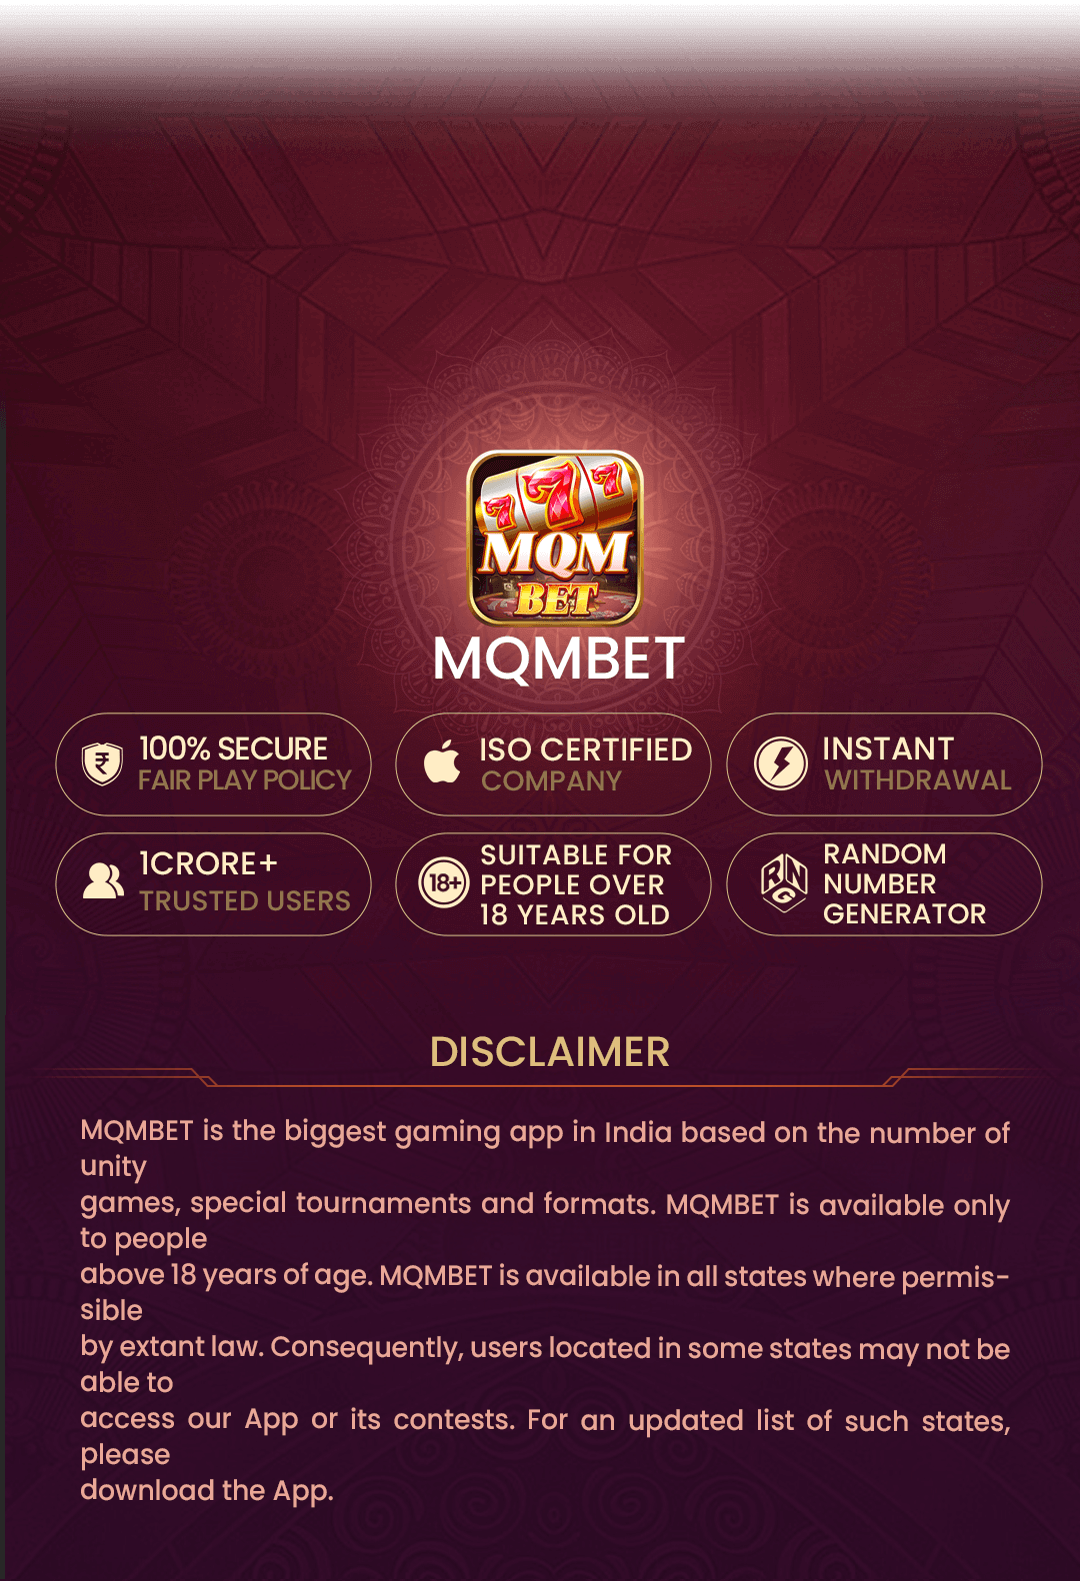 7 7 7
MQM
BET
MQMBET
100% SECURE
FAIR PLAY POLICY
ISO CERTIFIED
COMPANY
INSTANT
WITHDRAWAL
1CRORE+
TRUSTED USERS
18+
SUITABLE FOR
PEOPLE OVER
18 YEARS OLD
RNG
RANDOM
NUMBER
GENERATOR
DISCLAIMER
MQMBET is the biggest gaming app in India based on the number of
unity
games, special tournaments and formats. MQMBET is available only
to people
above 18 years of age. MQMBET is available in all states where permis-
sible
by extant law. Consequently, users located in some states may not be
able to
access our App or its contests. For an updated list of such states,
please
download the App.